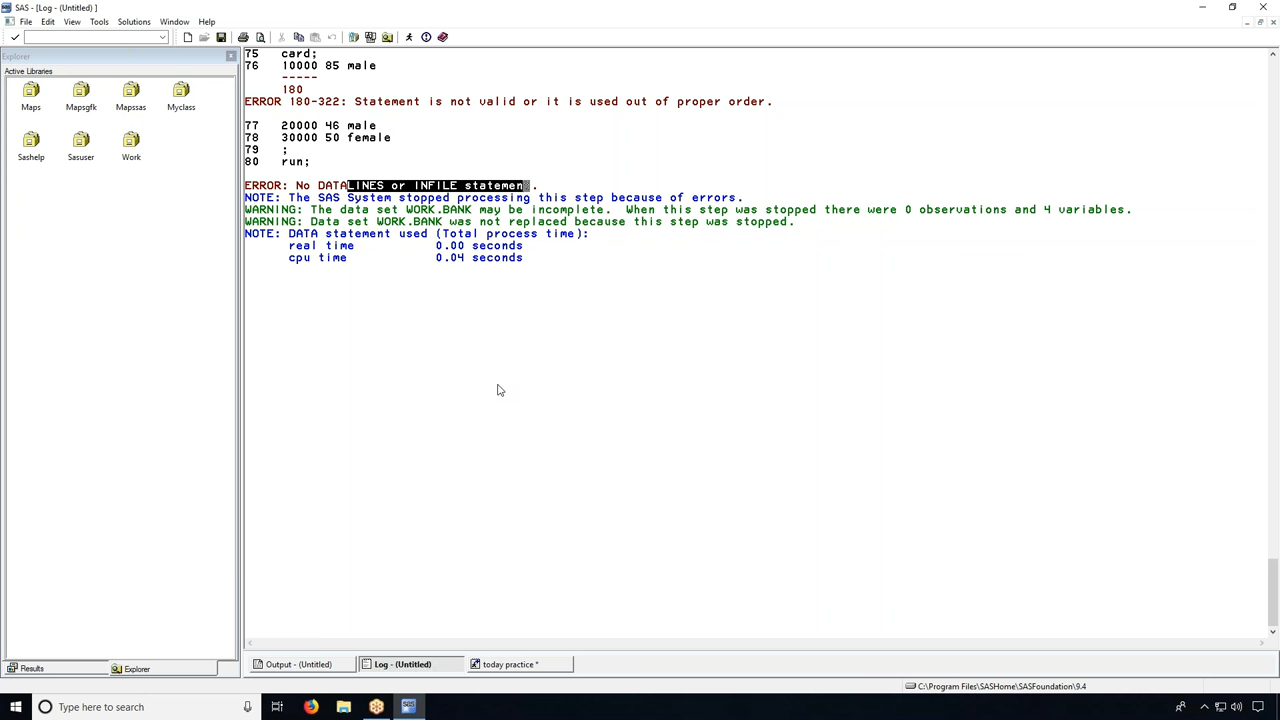 SAS - [Log - (Untitled) ]
File Edit View Tools Solutions Window Help
Explorer
Active Libraries
Maps Mapsgfk Mapssas Myclass
Sashelp Sasuser Work
75 card;
76 10000 85 male
-----
180
ERROR 180-322: Statement is not valid or it is used out of proper order.
77 20000 46 male
78 30000 50 female
79 ;
80 run;
ERROR: No DATALINES or INFILE statemen .
NOTE: The SAS System stopped processing this step because of errors.
WARNING: The data set WORK.BANK may be incomplete. When this step was stopped there were 0 observations and 4 variables.
WARNING: Data set WORK.BANK was not replaced because this step was stopped.
NOTE: DATA statement used (Total process time):
real time 0.00 seconds
cpu time 0.04 seconds
Results Explorer
Output - (Untitled) Log - (Untitled) today practice *
C:\Program Files\SASHome\SASFoundation\9.4
Type here to search